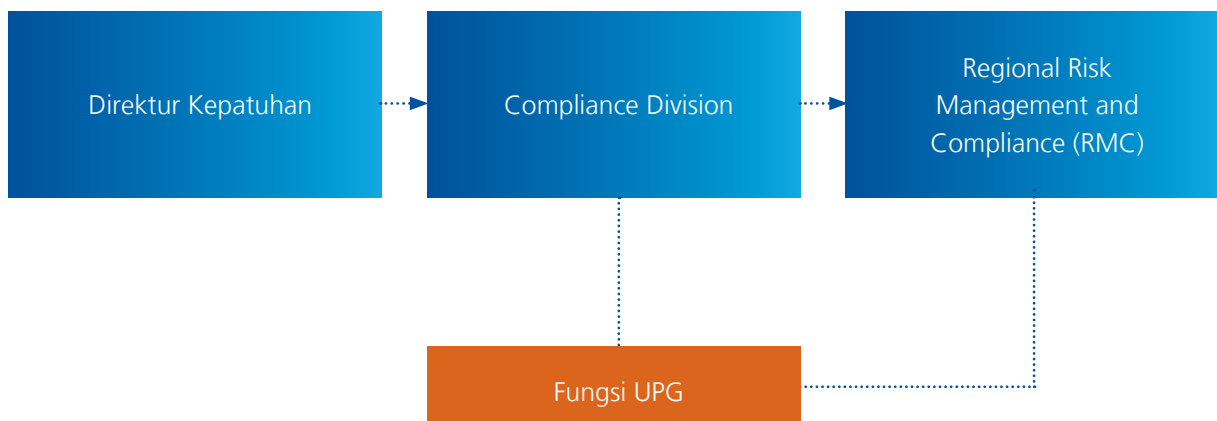 Direktur Kepatuhan
Compliance Division
Regional Risk
Management and
Compliance (RMC)
Fungsi UPG